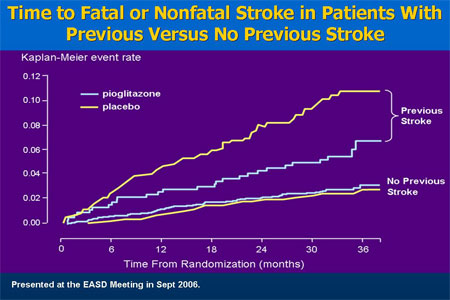 Time to Fatal or Nonfatal Stroke in Patients With
Previous Versus No Previous Stroke
Kaplan-Meier event rate
0.12
0.10
0.08
0.06
0.04
0.02
0.00
pioglitazone
placebo
Previous
Stroke
No Previous
Stroke
0 6 12 18 24 30 36
Time From Randomization (months)
Presented at the EASD Meeting in Sept 2006.